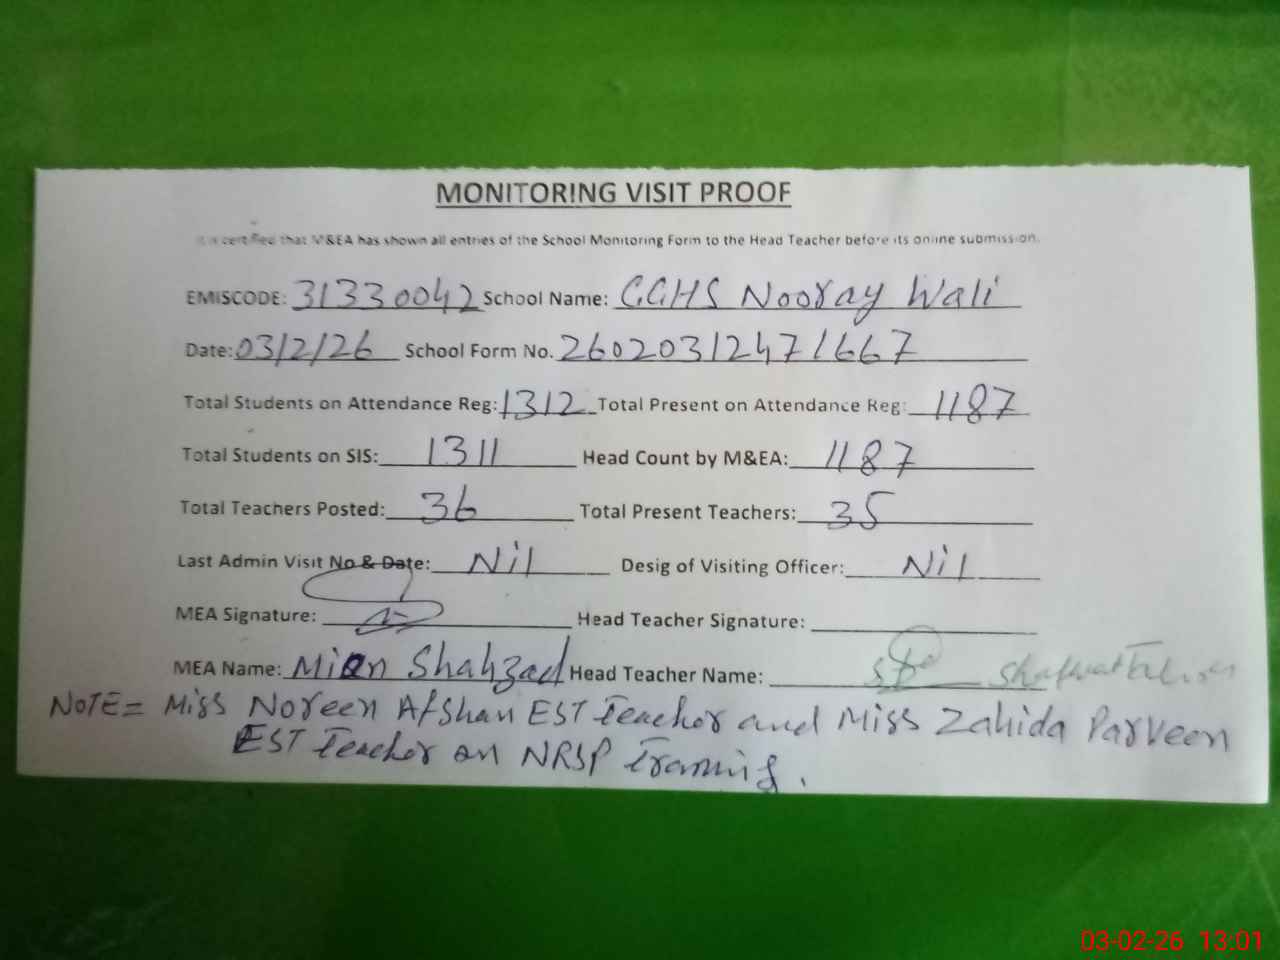 MONITORING VISIT PROOF
It is certified that M&EA has shown all entries of the School Monitoring Form to the Head Teacher before its online submission.
EMISCODE: 31330042 School Name: GGHS Nooray Wali
Date: 03/2/26 School Form No. 26020312471667
Total Students on Attendance Reg: 1312 Total Present on Attendance Reg: 1187
Total Students on SIS: 1311 Head Count by M&EA: 1187
Total Teachers Posted: 36 Total Present Teachers: 35
Last Admin Visit No & Date: Nil Desig of Visiting Officer: Nil
MEA Signature: Head Teacher Signature:
MEA Name: Mian Shahzad Head Teacher Name:
NOTE = Miss Noreen Afshan EST Teacher and Miss Zahida Parveen
EST Teacher on NRSP Training.
03-02-26 13:01